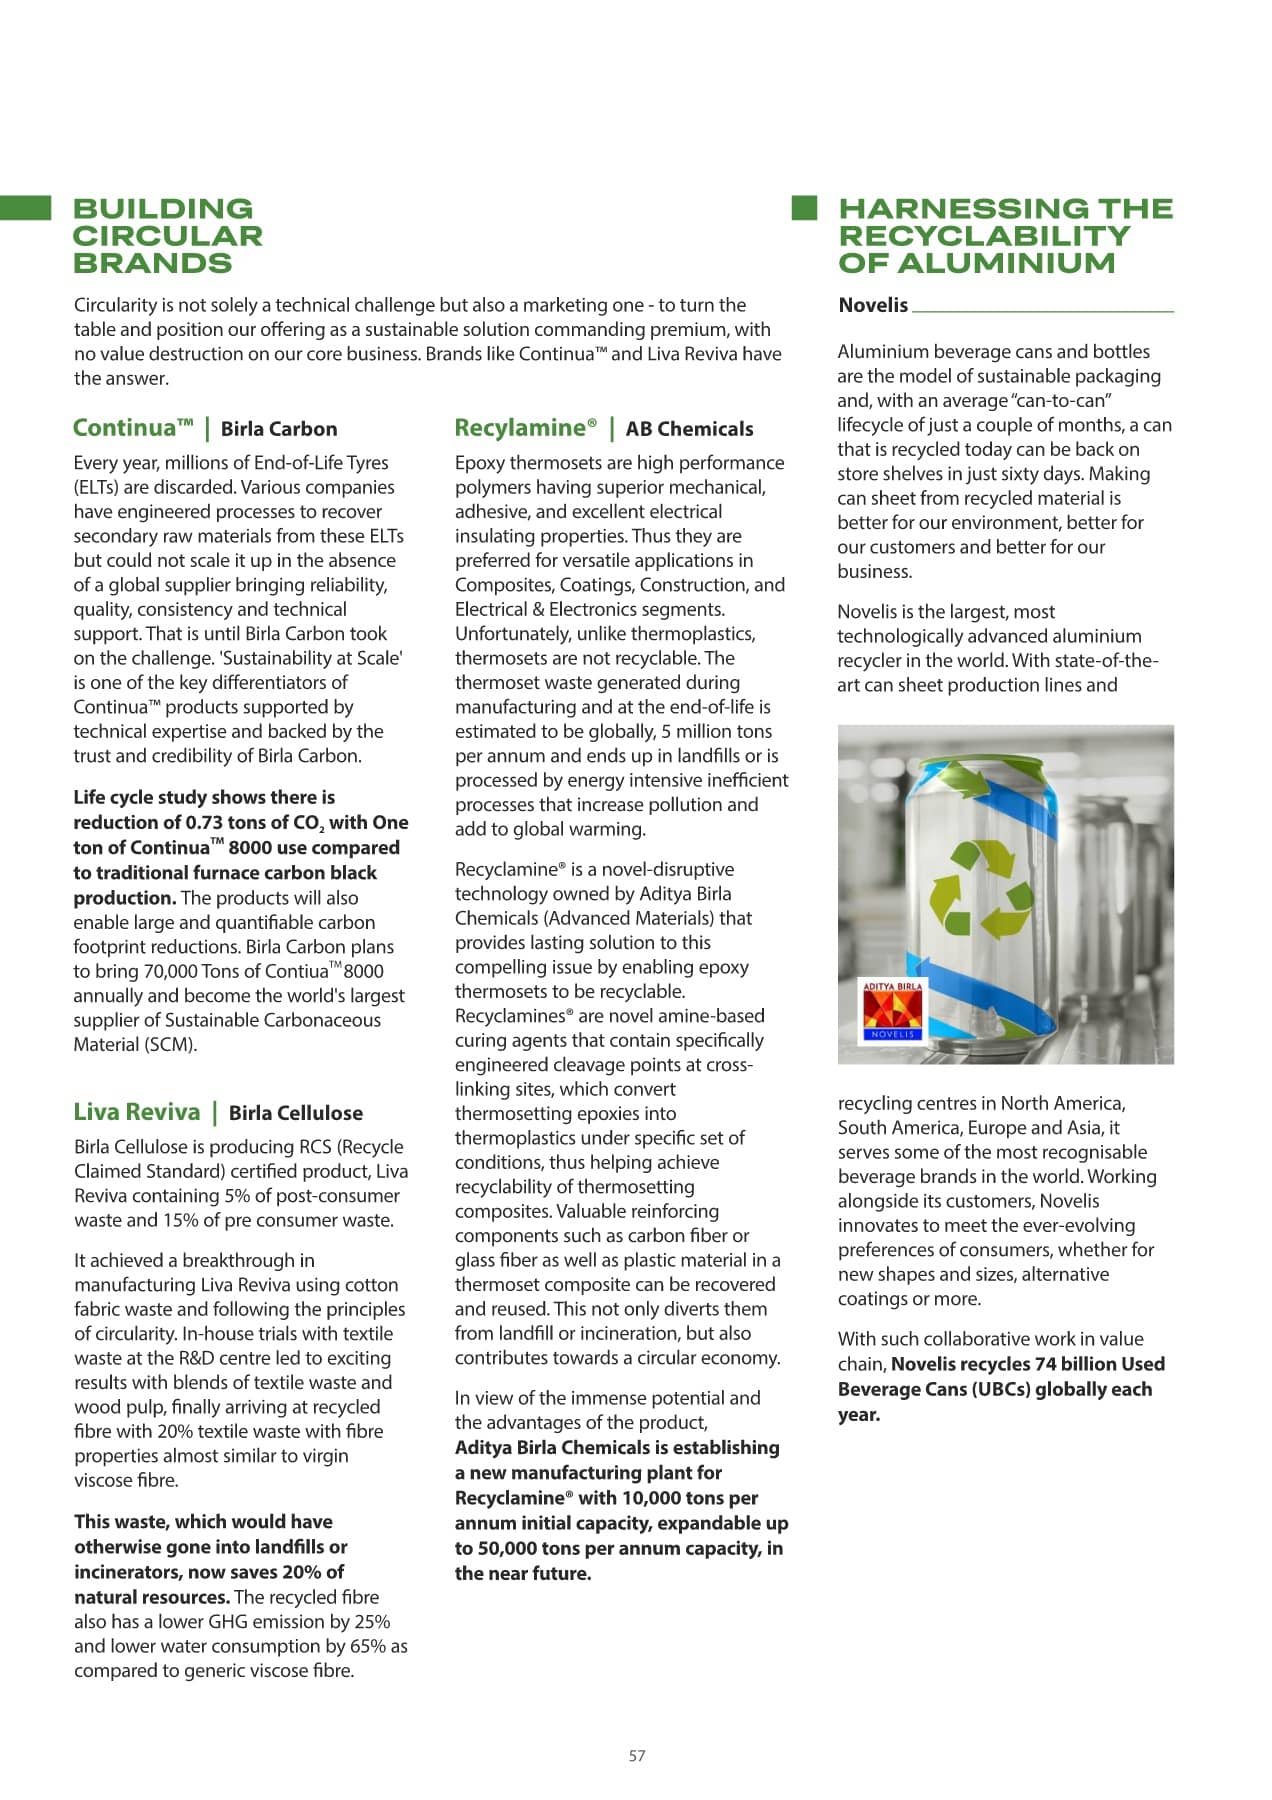 BUILDING
CIRCULAR
BRANDS
Circularity is not solely a technical challenge but also a marketing one - to turn the
table and position our offering as a sustainable solution commanding premium, with
no value destruction on our core business. Brands like Continua™ and Liva Reviva have
the answer.
Continua™ | Birla Carbon
Every year, millions of End-of-Life Tyres
(ELTs) are discarded. Various companies
have engineered processes to recover
secondary raw materials from these ELTs
but could not scale it up in the absence
of a global supplier bringing reliability,
quality, consistency and technical
support. That is until Birla Carbon took
on the challenge. 'Sustainability at Scale'
is one of the key differentiators of
Continua™ products supported by
technical expertise and backed by the
trust and credibility of Birla Carbon.
Life cycle study shows there is
reduction of 0.73 tons of CO₂ with One
ton of Continua™ 8000 use compared
to traditional furnace carbon black
production. The products will also
enable large and quantifiable carbon
footprint reductions. Birla Carbon plans
to bring 70,000 Tons of Contiua™ 8000
annually and become the world's largest
supplier of Sustainable Carbonaceous
Material (SCM).
Liva Reviva | Birla Cellulose
Birla Cellulose is producing RCS (Recycle
Claimed Standard) certified product, Liva
Reviva containing 5% of post-consumer
waste and 15% of pre consumer waste.
It achieved a breakthrough in
manufacturing Liva Reviva using cotton
fabric waste and following the principles
of circularity. In-house trials with textile
waste at the R&D centre led to exciting
results with blends of textile waste and
wood pulp, finally arriving at recycled
fibre with 20% textile waste with fibre
properties almost similar to virgin
viscose fibre.
This waste, which would have
otherwise gone into landfills or
incinerators, now saves 20% of
natural resources. The recycled fibre
also has a lower GHG emission by 25%
and lower water consumption by 65% as
compared to generic viscose fibre.
Recylamine® | AB Chemicals
Epoxy thermosets are high performance
polymers having superior mechanical,
adhesive, and excellent electrical
insulating properties. Thus they are
preferred for versatile applications in
Composites, Coatings, Construction, and
Electrical & Electronics segments.
Unfortunately, unlike thermoplastics,
thermosets are not recyclable. The
thermoset waste generated during
manufacturing and at the end-of-life is
estimated to be globally, 5 million tons
per annum and ends up in landfills or is
processed by energy intensive inefficient
processes that increase pollution and
add to global warming.
Recyclamine® is a novel-disruptive
technology owned by Aditya Birla
Chemicals (Advanced Materials) that
provides lasting solution to this
compelling issue by enabling epoxy
thermosets to be recyclable.
Recyclamines® are novel amine-based
curing agents that contain specifically
engineered cleavage points at cross-
linking sites, which convert
thermosetting epoxies into
thermoplastics under specific set of
conditions, thus helping achieve
recyclability of thermosetting
composites. Valuable reinforcing
components such as carbon fiber or
glass fiber as well as plastic material in a
thermoset composite can be recovered
and reused. This not only diverts them
from landfill or incineration, but also
contributes towards a circular economy.
In view of the immense potential and
the advantages of the product,
Aditya Birla Chemicals is establishing
a new manufacturing plant for
Recyclamine® with 10,000 tons per
annum initial capacity, expandable up
to 50,000 tons per annum capacity, in
the near future.
HARNESSING THE
RECYCLABILITY
OF ALUMINIUM
Novelis
Aluminium beverage cans and bottles
are the model of sustainable packaging
and, with an average “can-to-can”
lifecycle of just a couple of months, a can
that is recycled today can be back on
store shelves in just sixty days. Making
can sheet from recycled material is
better for our environment, better for
our customers and better for our
business.
Novelis is the largest, most
technologically advanced aluminium
recycler in the world. With state-of-the-
art can sheet production lines and
ADITYA BIRLA
NOVELIS
recycling centres in North America,
South America, Europe and Asia, it
serves some of the most recognisable
beverage brands in the world. Working
alongside its customers, Novelis
innovates to meet the ever-evolving
preferences of consumers, whether for
new shapes and sizes, alternative
coatings or more.
With such collaborative work in value
chain, Novelis recycles 74 billion Used
Beverage Cans (UBCs) globally each
year.
57